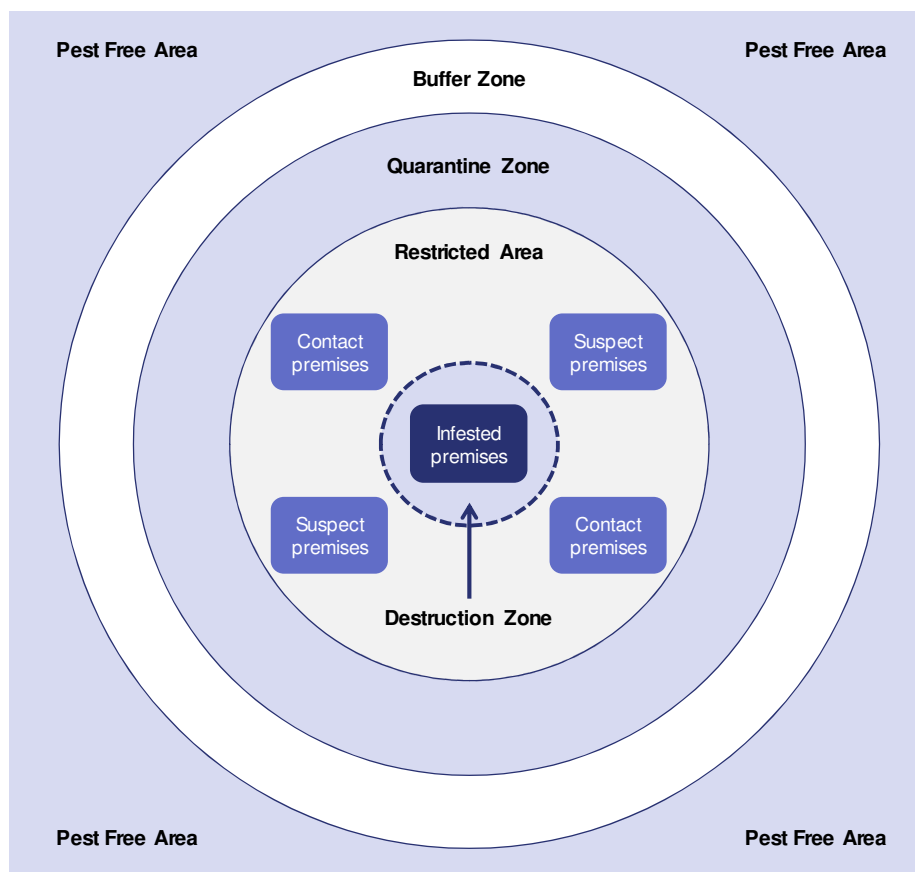 Pest Free Area
Pest Free Area
Buffer Zone
Quarantine Zone
Restricted Area
Contact
premises
Suspect
premises
Infested
premises
Suspect
premises
Contact
premises
Destruction Zone
Pest Free Area
Pest Free Area